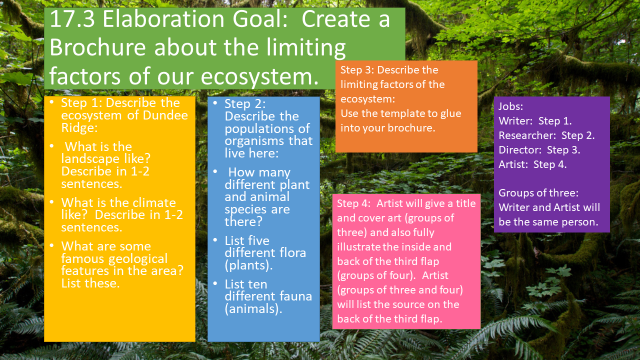 17.3 Elaboration Goal:  Create a
Brochure about the limiting
factors of our ecosystem.
• Step 1: Describe the
ecosystem of Dundee
Ridge:
• What is the
landscape like?
Describe in 1-2
sentences.
• What is the climate
like?  Describe in 1-2
sentences.
• What are some
famous geological
features in the area?
List these.
• Step 2:
Describe the
populations of
organisms that
live here:
• How many
different plant
and animal
species are
there?
• List five
different flora
(plants).
• List ten
different fauna
(animals).
Step 3: Describe the
limiting factors of the
ecosystem:
Use the template to glue
into your brochure.
Step 4:  Artist will give a title
and cover art (groups of
three) and also fully
illustrate the inside and
back of the third flap
(groups of four).  Artist
(groups of three and four)
will list the source on the
back of the third flap.
Jobs:
Writer:  Step 1.
Researcher:  Step 2.
Director:  Step 3.
Artist:  Step 4.
Groups of three:
Writer and Artist will
be the same person.